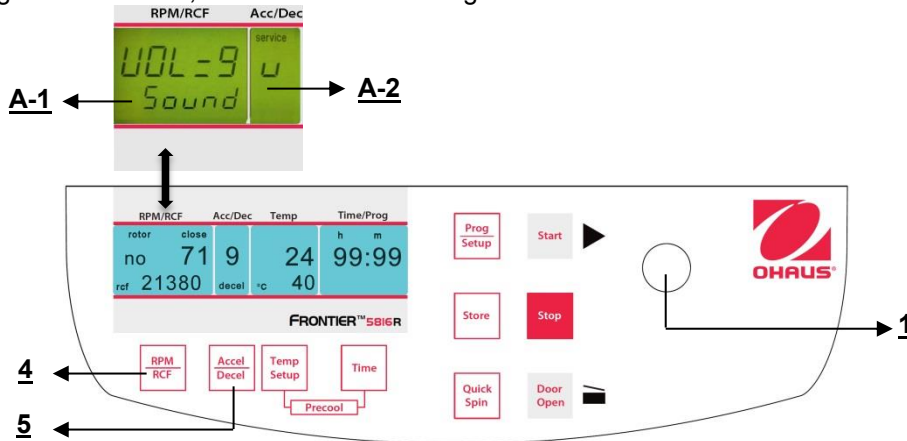 RPM/RCF Acc/Dec
service
VOL=9 u
Sound
A-1
A-2
RPM/RCF Acc/Dec Temp Time/Prog
rotor close h m
no 71 9 24 99:99
rcf 21380 decel °c 40
FRONTIER™5816R
RPM
RCF
Accel
Decel
Temp
Setup
Time
Precool
4
5
Prog
Setup
Start
Store
Stop
Quick
Spin
Door
Open
OHAUS®
1